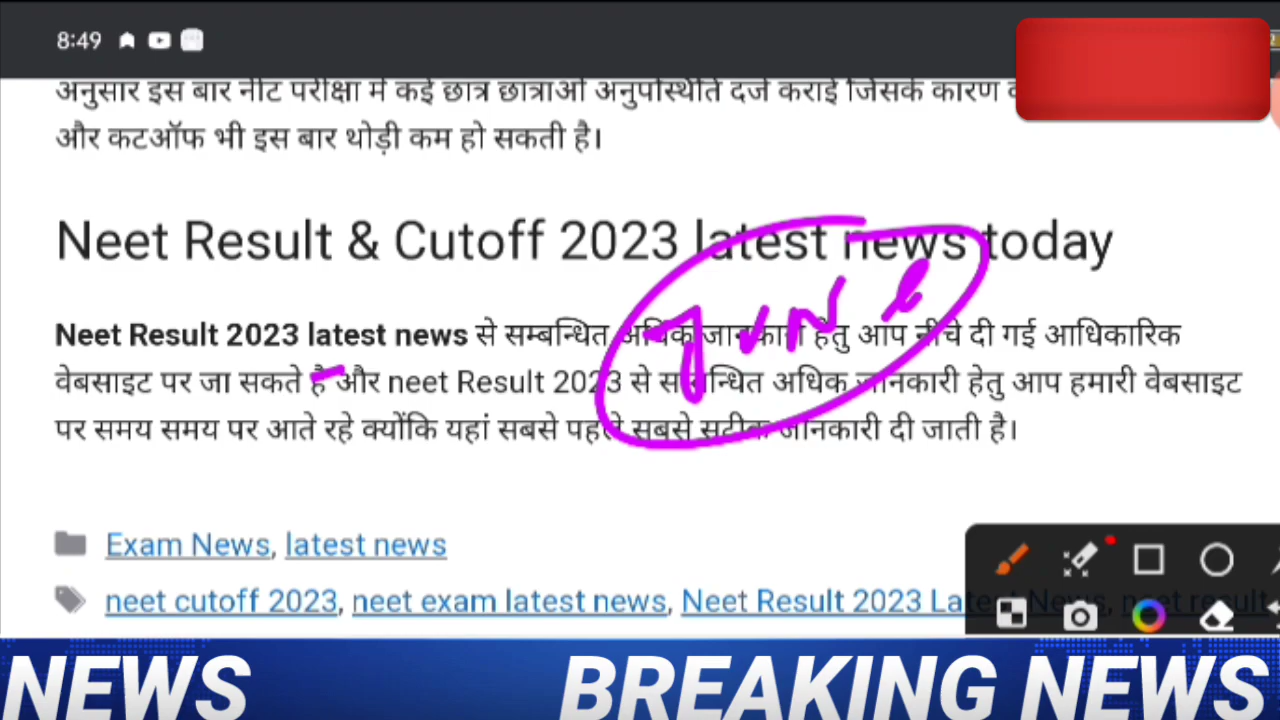 8:49
अनुसार इस बार नीट परीक्षा में कई छात्र छात्राओं अनुपस्थिति दर्ज कराई जिसके कारण
और कटऑफ भी इस बार थोड़ी कम हो सकती है।
Neet Result & Cutoff 2023 latest news today
JUNE
Neet Result 2023 latest news से सम्बन्धित अधिक जानकारी हेतु आप नीचे दी गई आधिकारिक
वेबसाइट पर जा सकते है और neet Result 2023 से सम्बन्धित अधिक जानकारी हेतु आप हमारी वेबसाइट
पर समय समय पर आते रहे क्योंकि यहां सबसे पहले सबसे सटीक जानकारी दी जाती है।
Exam News, latest news
neet cutoff 2023, neet exam latest news, Neet Result 2023 Latest News, neet result
NEWS BREAKING NEWS